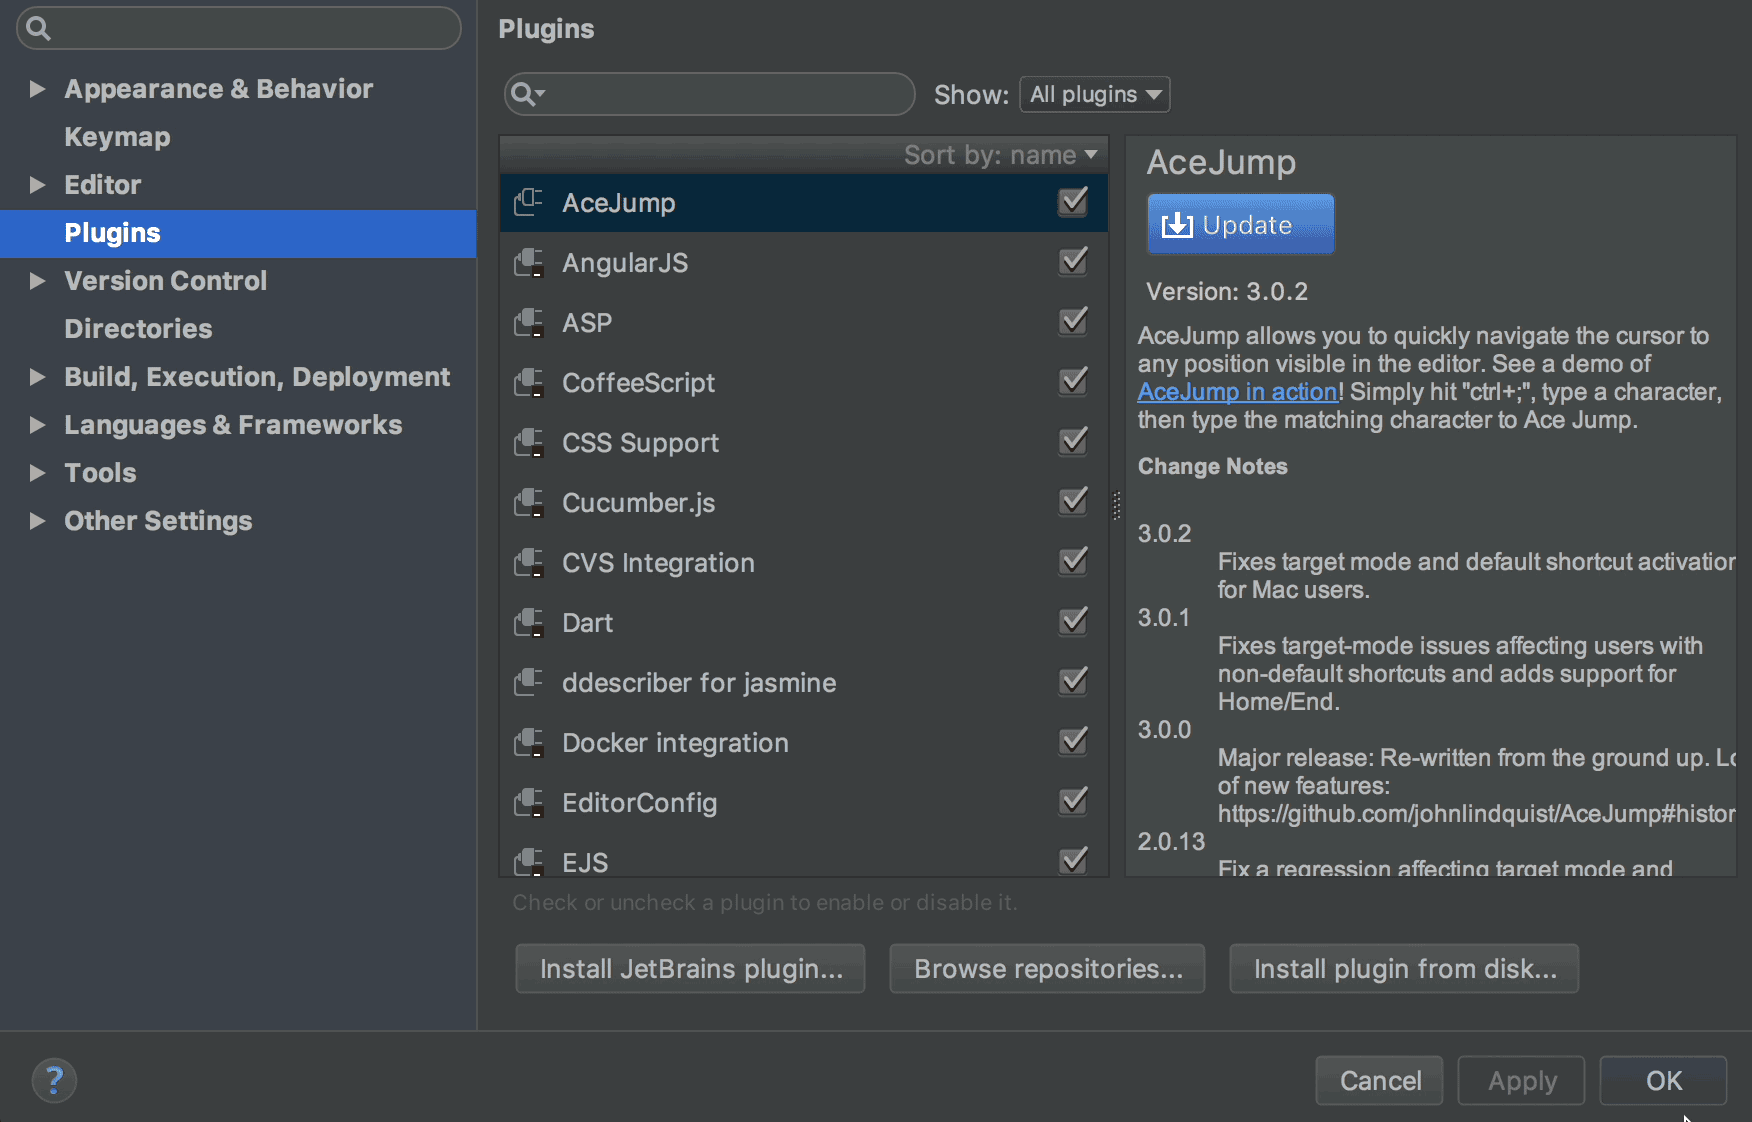 Appearance & Behavior
Keymap
Editor
Plugins
Version Control
Directories
Build, Execution, Deployment
Languages & Frameworks
Tools
Other Settings
Plugins
Show: All plugins
Sort by: name
AceJump
AngularJS
ASP
CoffeeScript
CSS Support
Cucumber.js
CVS Integration
Dart
ddescriber for jasmine
Docker integration
EditorConfig
EJS
AceJump
Update
Version: 3.0.2
AceJump allows you to quickly navigate the cursor to
any position visible in the editor. See a demo of
AceJump in action! Simply hit "ctrl+;", type a character,
then type the matching character to Ace Jump.
Change Notes
3.0.2
Fixes target mode and default shortcut activation
for Mac users.
3.0.1
Fixes target-mode issues affecting users with
non-default shortcuts and adds support for
Home/End.
3.0.0
Major release: Re-written from the ground up. Lo
of new features:
https://github.com/johnlindquist/AceJump#histor
2.0.13
Fix a regression affecting target mode and
Check or uncheck a plugin to enable or disable it.
Install JetBrains plugin...
Browse repositories...
Install plugin from disk...
?
Cancel
Apply
OK